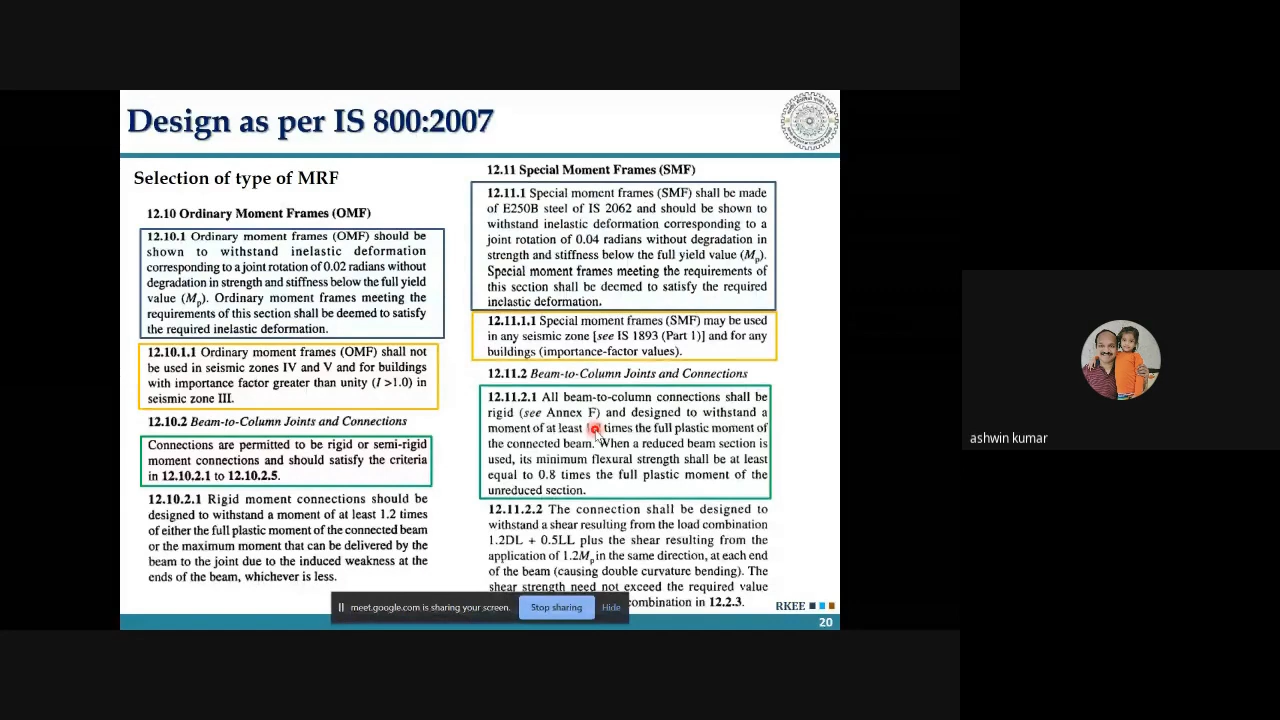 Design as per IS 800:2007
Selection of type of MRF
12.10 Ordinary Moment Frames (OMF)
12.10.1 Ordinary moment frames (OMF) should be
shown to withstand inelastic deformation
corresponding to a joint rotation of 0.02 radians without
degradation in strength and stiffness below the full yield
value (Mp). Ordinary moment frames meeting the
requirements of this section shall be deemed to satisfy
the required inelastic deformation.
12.10.1.1 Ordinary moment frames (OMF) shall not
be used in seismic zones IV and V and for buildings
with importance factor greater than unity (I >1.0) in
seismic zone III.
12.10.2 Beam-to-Column Joints and Connections
Connections are permitted to be rigid or semi-rigid
moment connections and should satisfy the criteria
in 12.10.2.1 to 12.10.2.5.
12.10.2.1 Rigid moment connections should be
designed to withstand a moment of at least 1.2 times
of either the full plastic moment of the connected beam
or the maximum moment that can be delivered by the
beam to the joint due to the induced weakness at the
ends of the beam, whichever is less.
12.11 Special Moment Frames (SMF)
12.11.1 Special moment frames (SMF) shall be made
of E250B steel of IS 2062 and should be shown to
withstand inelastic deformation corresponding to a
joint rotation of 0.04 radians without degradation in
strength and stiffness below the full yield value (Mp).
Special moment frames meeting the requirements of
this section shall be deemed to satisfy the required
inelastic deformation.
12.11.1.1 Special moment frames (SMF) may be used
in any seismic zone [see IS 1893 (Part 1)] and for any
buildings (importance-factor values).
12.11.2 Beam-to-Column Joints and Connections
12.11.2.1 All beam-to-column connections shall be
rigid (see Annex F) and designed to withstand a
moment of at least times the full plastic moment of
the connected beam. When a reduced beam section is
used, its minimum flexural strength shall be at least
equal to 0.8 times the full plastic moment of the
unreduced section.
12.11.2.2 The connection shall be designed to
withstand a shear resulting from the load combination
1.2DL + 0.5LL plus the shear resulting from the
application of 1.2Mp in the same direction, at each end
of the beam (causing double curvature bending). The
shear strength need not exceed the required value
combination in 12.2.3.
meet.google.com is sharing your screen.
Stop sharing
Hide
RKEE
20
ashwin kumar